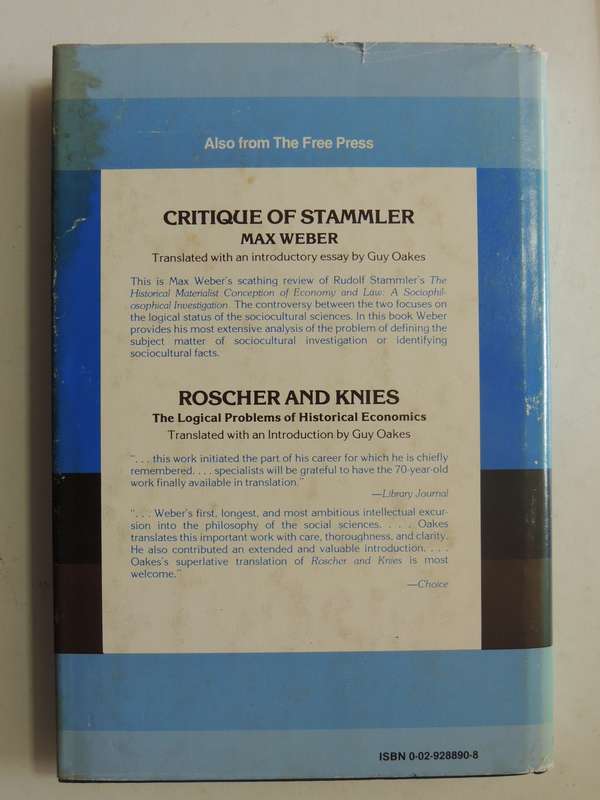 Also from The Free Press
CRITIQUE OF STAMMLER
MAX WEBER
Translated with an introductory essay by Guy Oakes
This is Max Weber's scathing review of Rudolf Stammler's The
Historical Materialist Conception of Economy and Law: A Sociophil-
osophical Investigation. The controversy between the two focuses on
the logical status of the sociocultural sciences. In this book Weber
provides his most extensive analysis of the problem of defining the
subject matter of sociocultural investigation or identifying
sociocultural facts.
ROSCHER AND KNIES
The Logical Problems of Historical Economics
Translated with an Introduction by Guy Oakes
". . . this work initiated the part of his career for which he is chiefly
remembered. . . . specialists will be grateful to have the 70-year-old
work finally available in translation."
—Library Journal
". . . Weber's first, longest, and most ambitious intellectual excur-
sion into the philosophy of the social sciences. . . . Oakes
translates this important work with care, thoroughness, and clarity.
He also contributed an extended and valuable introduction. . . .
Oakes's superlative translation of Roscher and Knies is most
welcome."
—Choice
ISBN 0-02-928890-8